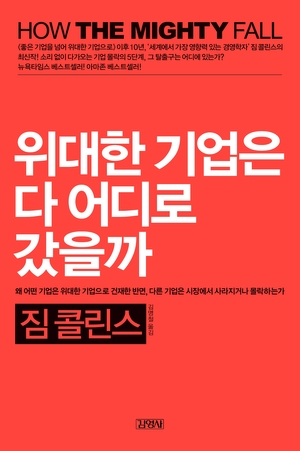 HOW THE MIGHTY FALL
〈좋은 기업을 넘어 위대한 기업으로〉 이후 10년, '세계에서 가장 영향력 있는 경영학자' 짐 콜린스의
최신작! 소리 없이 다가오는 기업 몰락의 5단계, 그 탈출구는 어디에 있는가?
뉴욕타임스 베스트셀러! 아마존 베스트셀러!
위대한 기업은
다 어디로
갔을까
왜 어떤 기업은 위대한 기업으로 건재한 반면, 다른 기업은 시장에서 사라지거나 몰락하는가
짐 콜린스
김명철 옮김
김영사